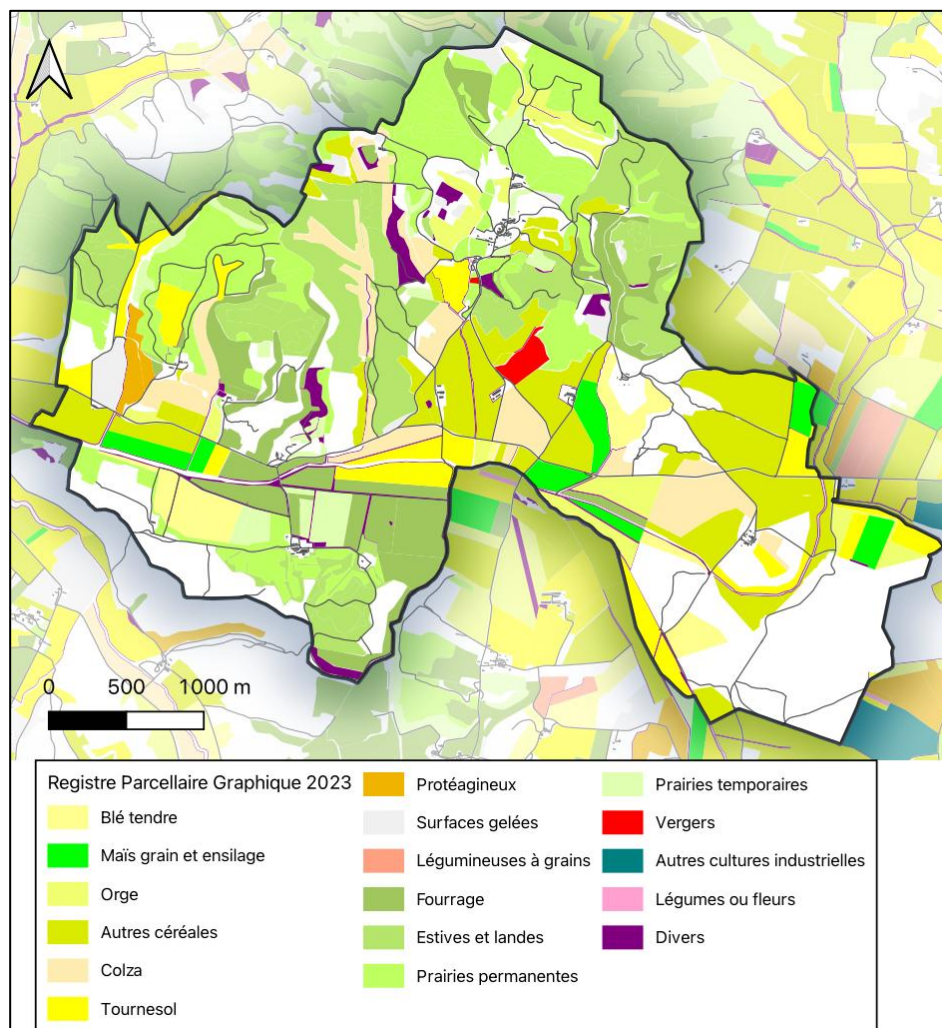 0 500 1000 m
Registre Parcellaire Graphique 2023
Blé tendre
Maïs grain et ensilage
Orge
Autres céréales
Colza
Tournesol
Protéagineux
Surfaces gelées
Légumineuses à grains
Fourrage
Estives et landes
Prairies permanentes
Prairies temporaires
Vergers
Autres cultures industrielles
Légumes ou fleurs
Divers